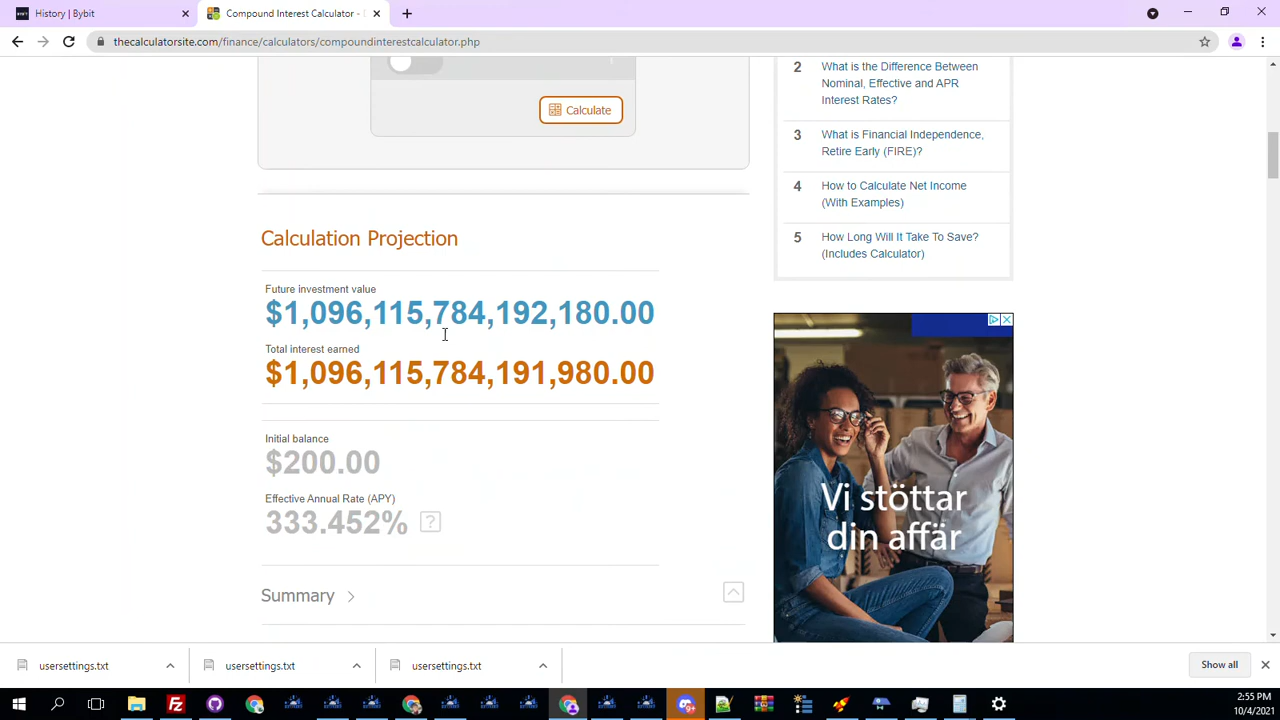 History | Bybit
Compound Interest Calculator -
thecalculatorsite.com/finance/calculators/compoundinterestcalculator.php
Calculate
2 What is the Difference Between
Nominal, Effective and APR
Interest Rates?
3 What is Financial Independence,
Retire Early (FIRE)?
4 How to Calculate Net Income
(With Examples)
5 How Long Will It Take To Save?
(Includes Calculator)
Calculation Projection
Future investment value
$1,096,115,784,192,180.00
Total interest earned
$1,096,115,784,191,980.00
Initial balance
$200.00
Effective Annual Rate (APY)
333.452% ?
Summary
Vi stöttar
din affär
usersettings.txt
usersettings.txt
usersettings.txt
Show all
2:55 PM
10/4/2021